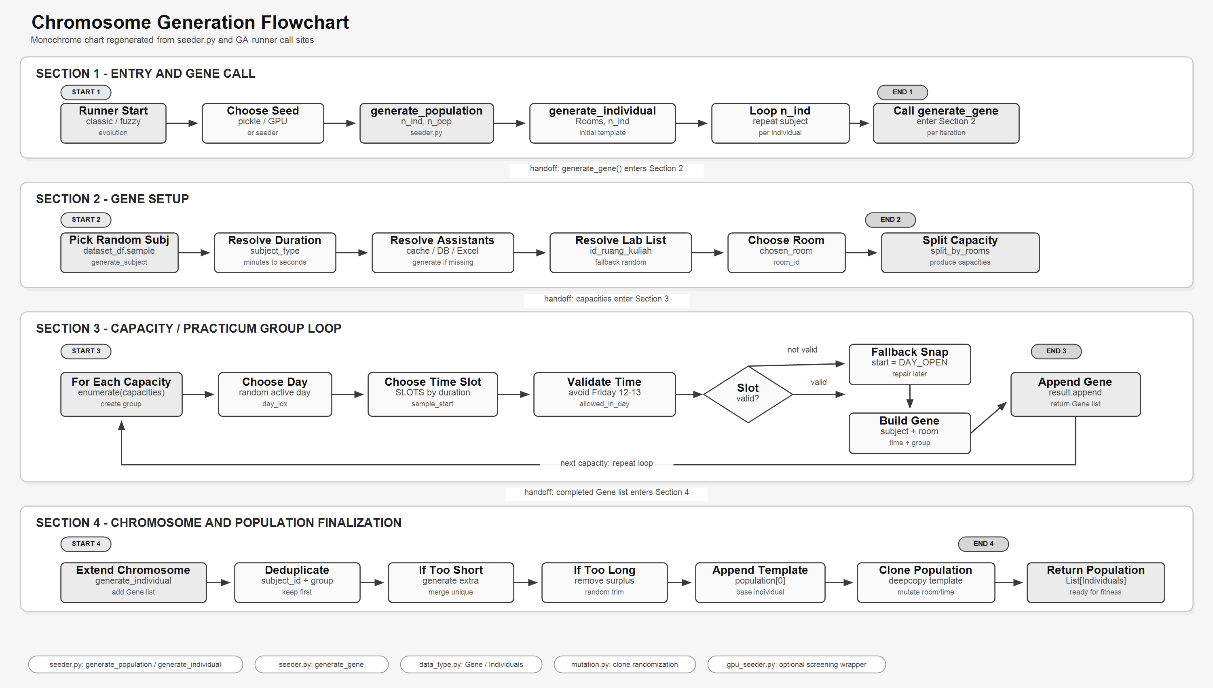 Chromosome Generation Flowchart
Monochrome chart regenerated from seeder.py and GA runner call sites
SECTION 1 - ENTRY AND GENE CALL
START 1
END 1
Runner Start
classic / fuzzy
evolution
Choose Seed
pickle / GPU
or seeder
generate_population
n_ind, n_pop
seeder.py
generate_individual
Rooms, n_ind
initial template
Loop n_ind
repeat subject
per individual
Call generate_gene
enter Section 2
per iteration
handoff: generate_gene() enters Section 2
SECTION 2 - GENE SETUP
START 2
END 2
Pick Random Subj
dataset_df.sample
generate_subject
Resolve Duration
subject_type
minutes to seconds
Resolve Assistants
cache / DB / Excel
generate if missing
Resolve Lab List
id_ruang_kuliah
fallback random
Choose Room
chosen_room
room_id
Split Capacity
split_by_rooms
produce capacities
handoff: capacities enter Section 3
SECTION 3 - CAPACITY / PRACTICUM GROUP LOOP
START 3
END 3
For Each Capacity
enumerate(capacities)
create group
Choose Day
random active day
day_idx
Choose Time Slot
SLOTS by duration
sample_start
Validate Time
avoid Friday 12-13
allowed_in_day
Slot
valid?
not valid
valid
Fallback Snap
start = DAY_OPEN
repair later
Build Gene
subject + room
time + group
Append Gene
result.append
return Gene list
next capacity: repeat loop
handoff: completed Gene list enters Section 4
SECTION 4 - CHROMOSOME AND POPULATION FINALIZATION
START 4
END 4
Extend Chromosome
generate_individual
add Gene list
Deduplicate
subject_id + group
keep first
If Too Short
generate extra
merge unique
If Too Long
remove surplus
random trim
Append Template
population[0]
base individual
Clone Population
deepcopy template
mutate room/time
Return Population
List[Individuals]
ready for fitness
seeder.py: generate_population / generate_individual
seeder.py: generate_gene
data_type.py: Gene / Individuals
mutation.py: clone randomization
gpu_seeder.py: optional screening wrapper